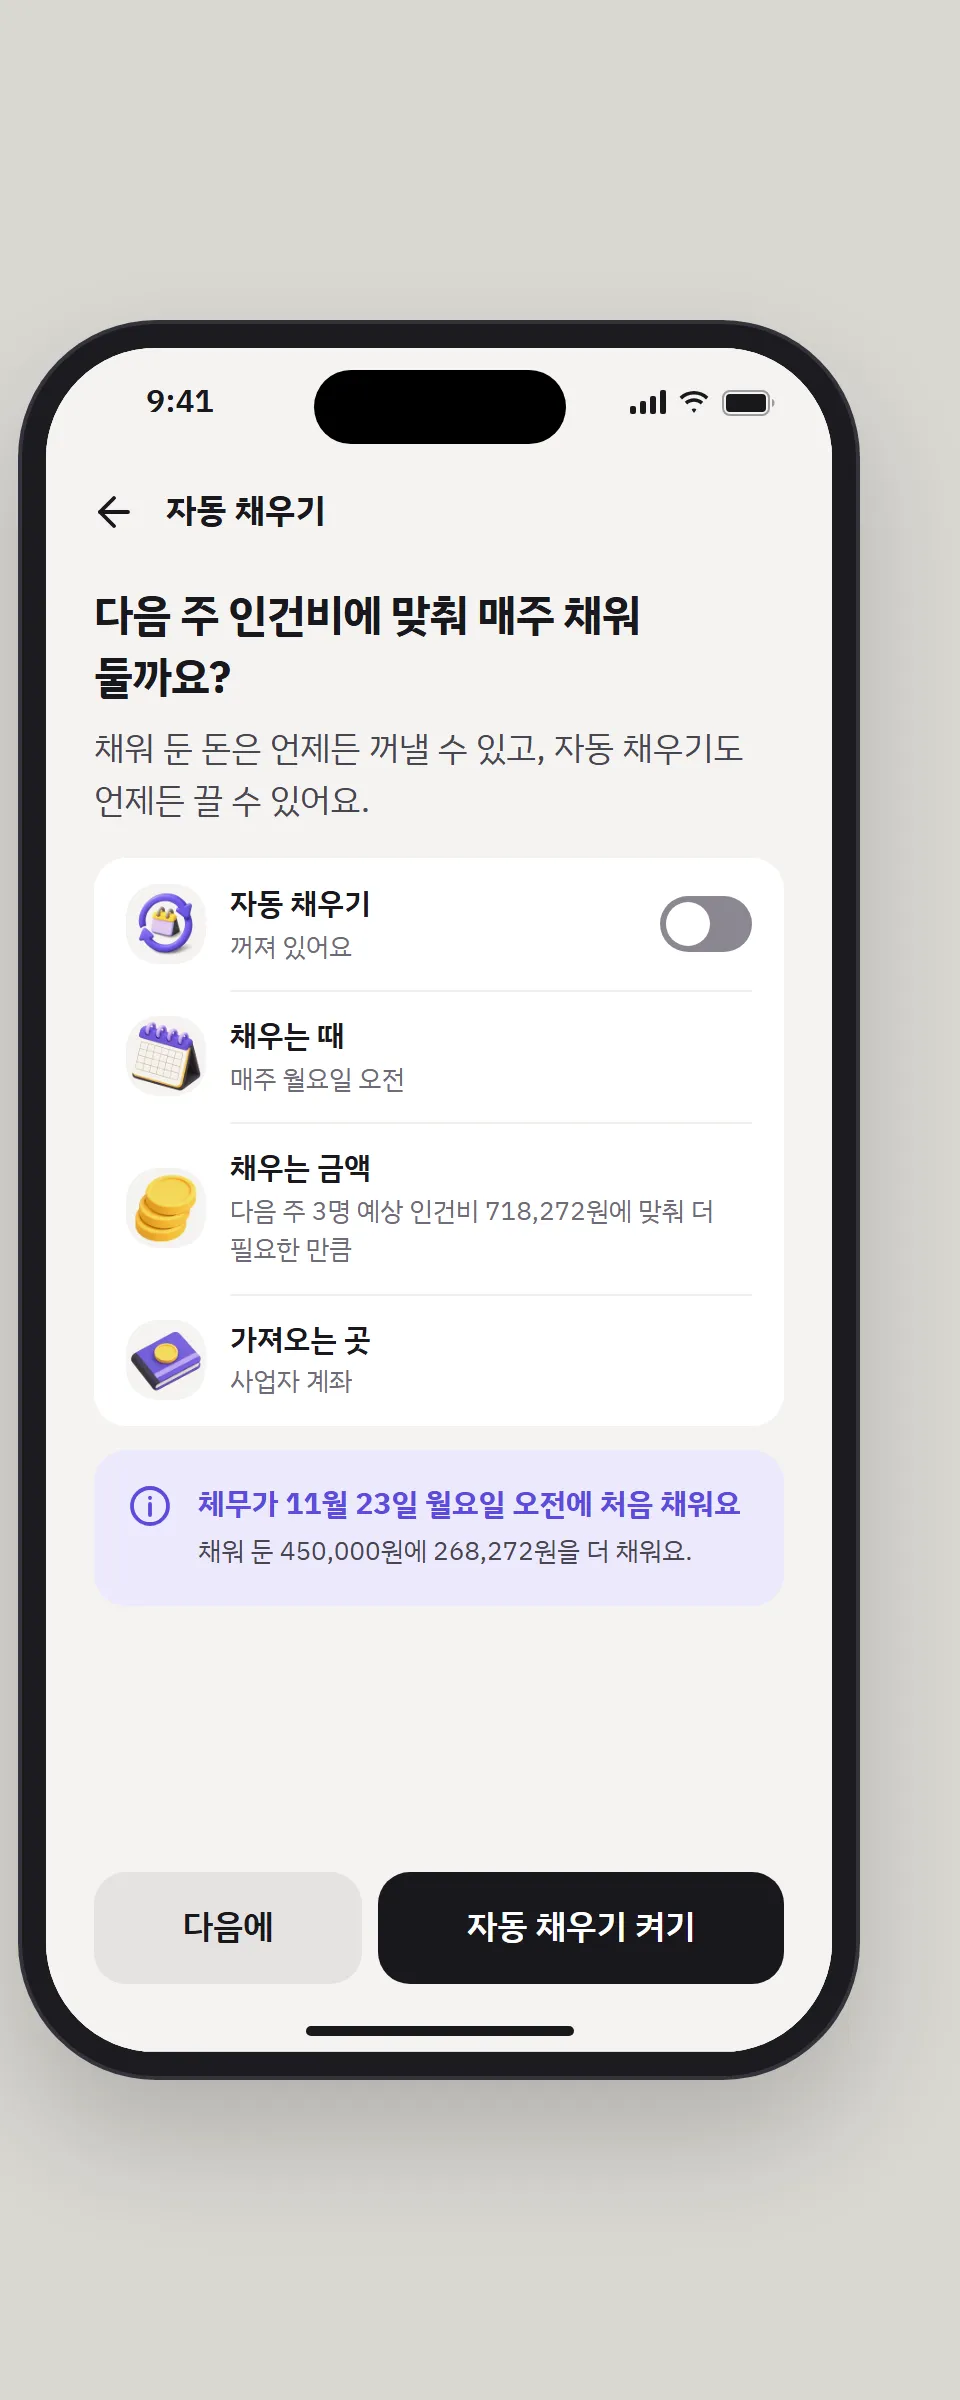 9:41
자동 채우기
다음 주 인건비에 맞춰 매주 채워
둘까요?
채워 둔 돈은 언제든 꺼낼 수 있고, 자동 채우기도
언제든 끌 수 있어요.
자동 채우기
꺼져 있어요
채우는 때
매주 월요일 오전
채우는 금액
다음 주 3명 예상 인건비 718,272원에 맞춰 더
필요한 만큼
가져오는 곳
사업자 계좌
체무가 11월 23일 월요일 오전에 처음 채워요
채워 둔 450,000원에 268,272원을 더 채워요.
다음에
자동 채우기 켜기